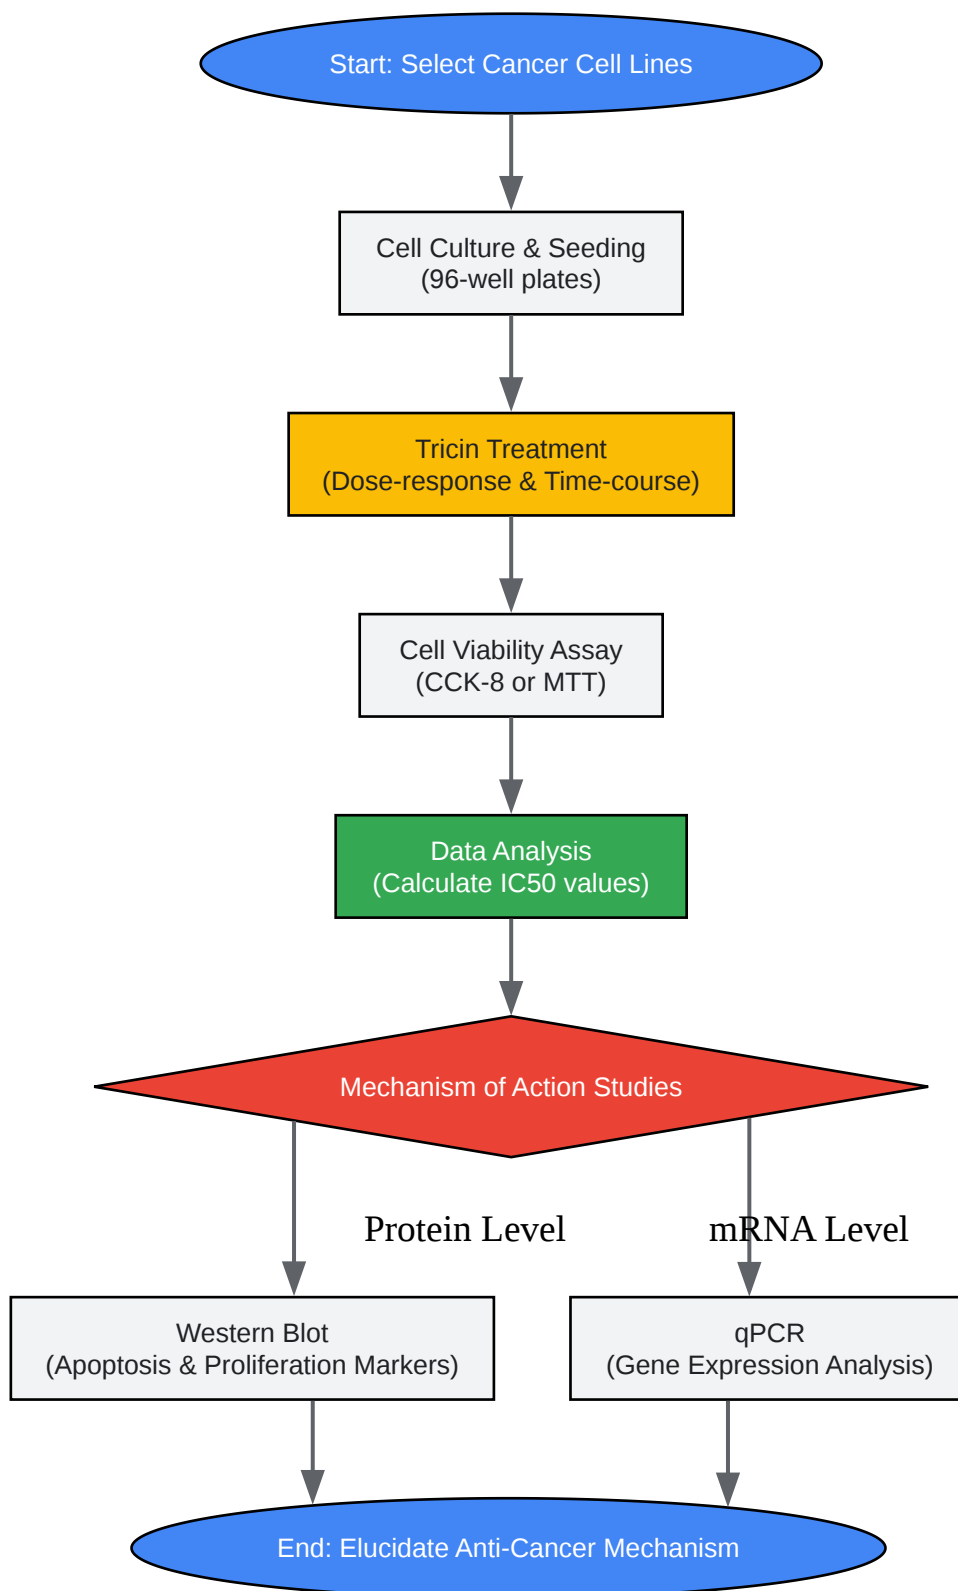 Start: Select Cancer Cell Lines
Cell Culture & Seeding
(96-well plates)
Tricin Treatment
(Dose-response & Time-course)
Cell Viability Assay
(CCK-8 or MTT)
Data Analysis
(Calculate IC50 values)
Mechanism of Action Studies
Protein Level
mRNA Level
Western Blot
(Apoptosis & Proliferation Markers)
qPCR
(Gene Expression Analysis)
End: Elucidate Anti-Cancer Mechanism